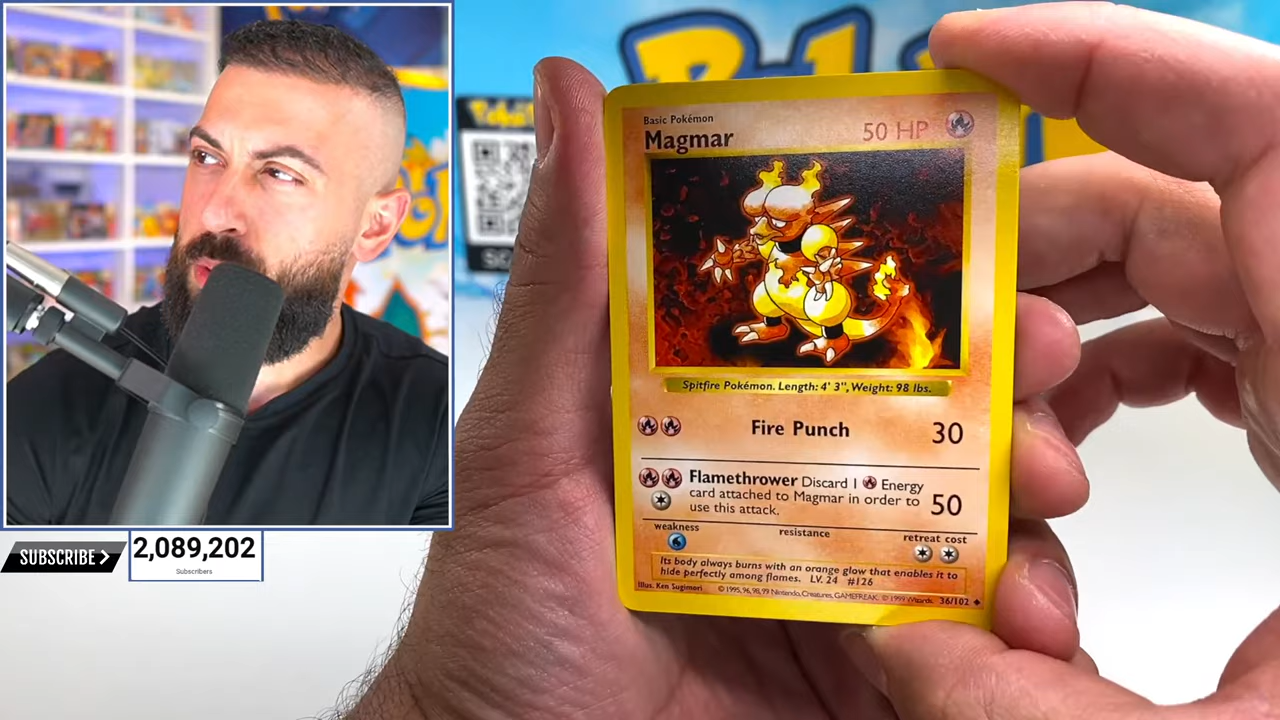 Basic Pokémon
Magmar
50 HP
Spitfire Pokémon. Length: 4' 3", Weight: 98 lbs.
Fire Punch 30
Flamethrower Discard 1 Energy
card attached to Magmar in order to
use this attack.
50
weakness
resistance
retreat cost
Its body always burns with an orange glow that enables it to
hide perfectly among flames. LV. 24 #126
Illus. Ken Sugimori
© 1995, 96, 98, 99 Nintendo, Creatures, GAMEFREAK. © 1999 Wizards. 36/102
SUBSCRIBE
2,089,202
Subscribers